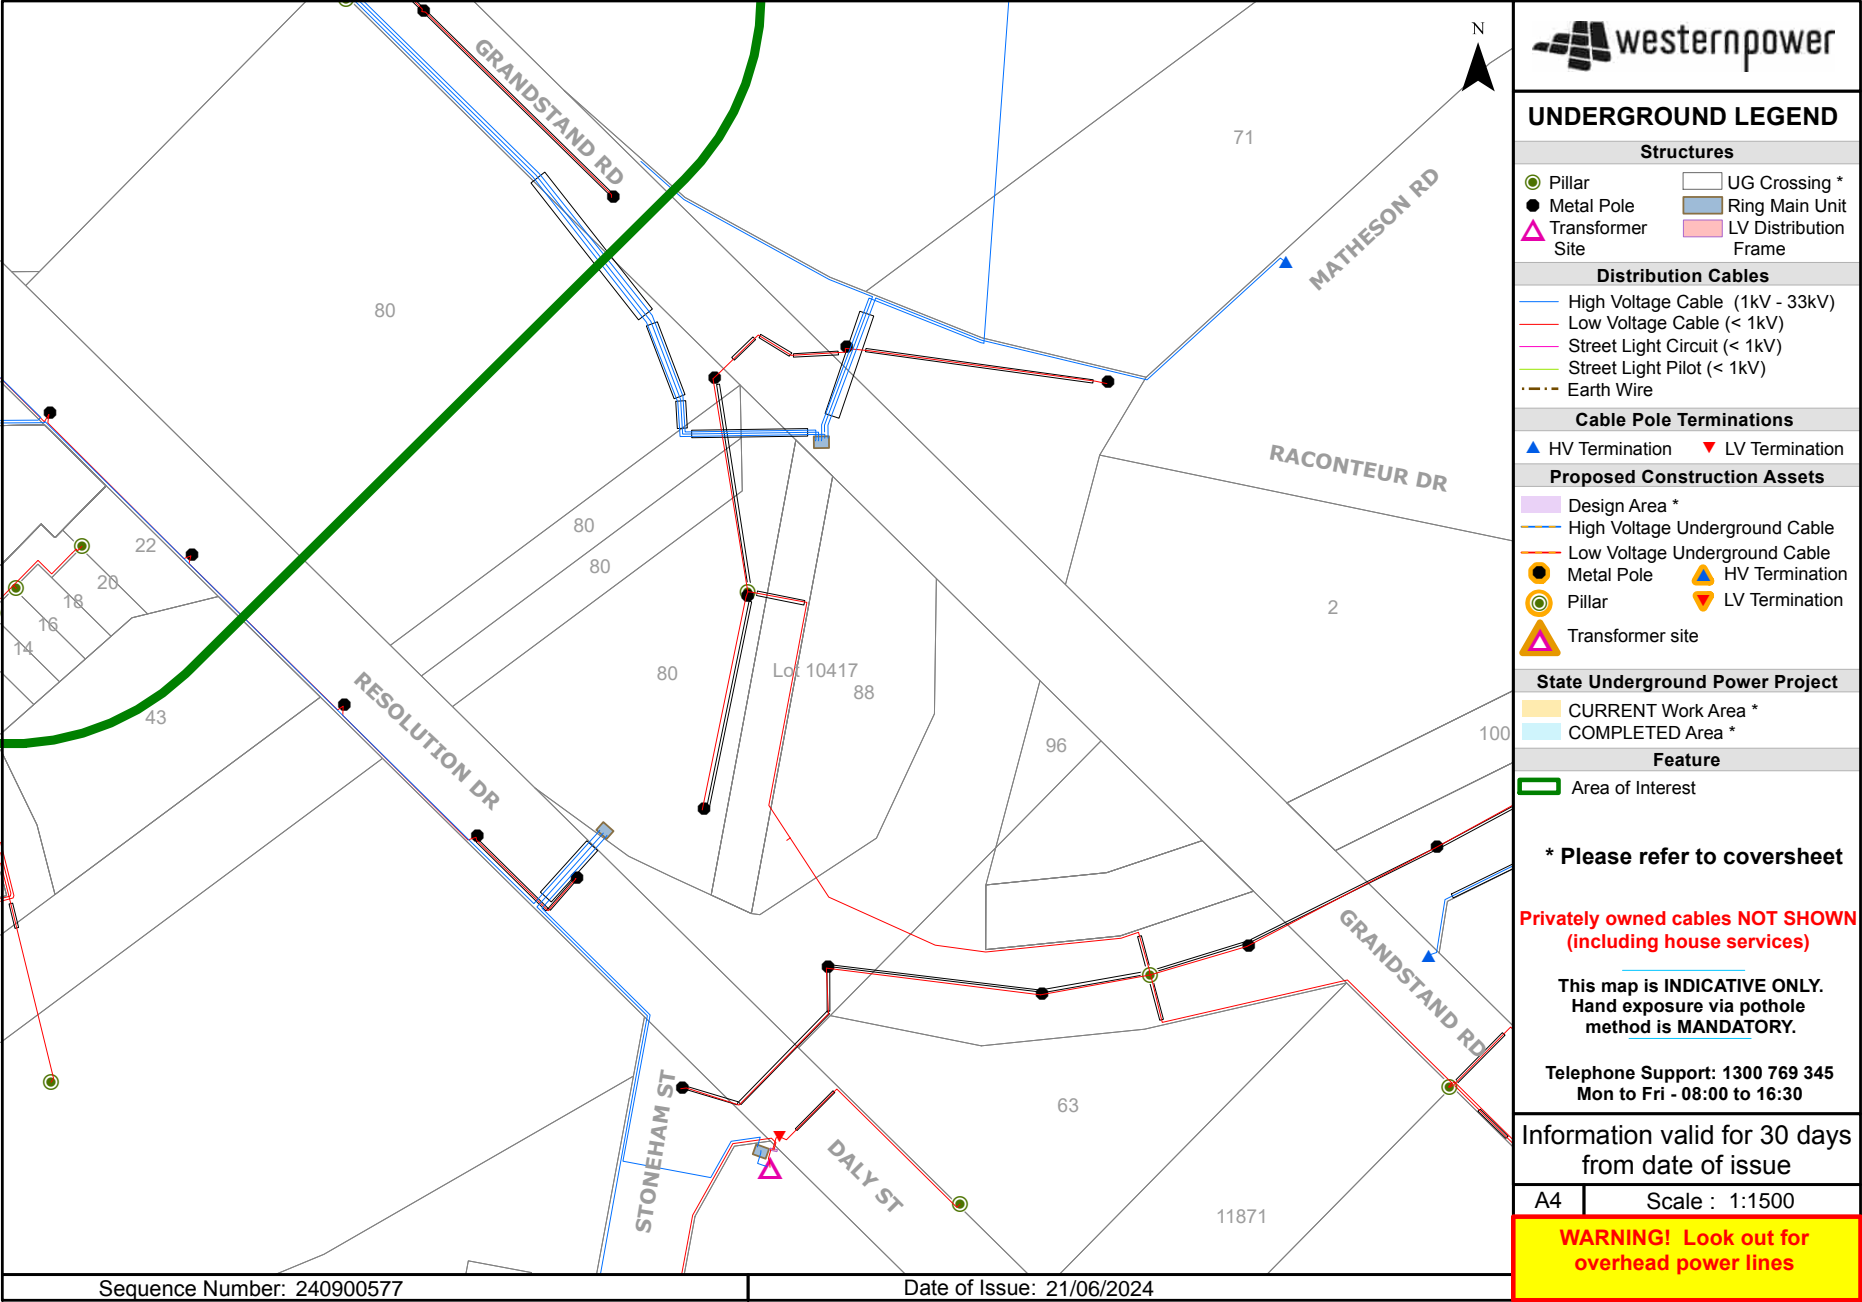 GRANDSTAND RD
N
71
MATHESON RD
80
RACONTEUR DR
80
80
22
20
18
16
14
2
80
Lot 10417
88
43
RESOLUTION DR
96
100
GRANDSTAND RD
STONEHAM ST
63
DALY ST
11871
westernpower
UNDERGROUND LEGEND
Structures
Pillar
UG Crossing *
Metal Pole
Ring Main Unit
Transformer Site
LV Distribution Frame
Distribution Cables
High Voltage Cable (1kV - 33kV)
Low Voltage Cable (< 1kV)
Street Light Circuit (< 1kV)
Street Light Pilot (< 1kV)
Earth Wire
Cable Pole Terminations
HV Termination
LV Termination
Proposed Construction Assets
Design Area *
High Voltage Underground Cable
Low Voltage Underground Cable
Metal Pole
HV Termination
Pillar
LV Termination
Transformer site
State Underground Power Project
CURRENT Work Area *
COMPLETED Area *
Feature
Area of Interest
* Please refer to coversheet
Privately owned cables NOT SHOWN
(including house services)
This map is INDICATIVE ONLY.
Hand exposure via pothole
method is MANDATORY.
Telephone Support: 1300 769 345
Mon to Fri - 08:00 to 16:30
Information valid for 30 days
from date of issue
A4
Scale : 1:1500
WARNING! Look out for
overhead power lines
Sequence Number: 240900577
Date of Issue: 21/06/2024